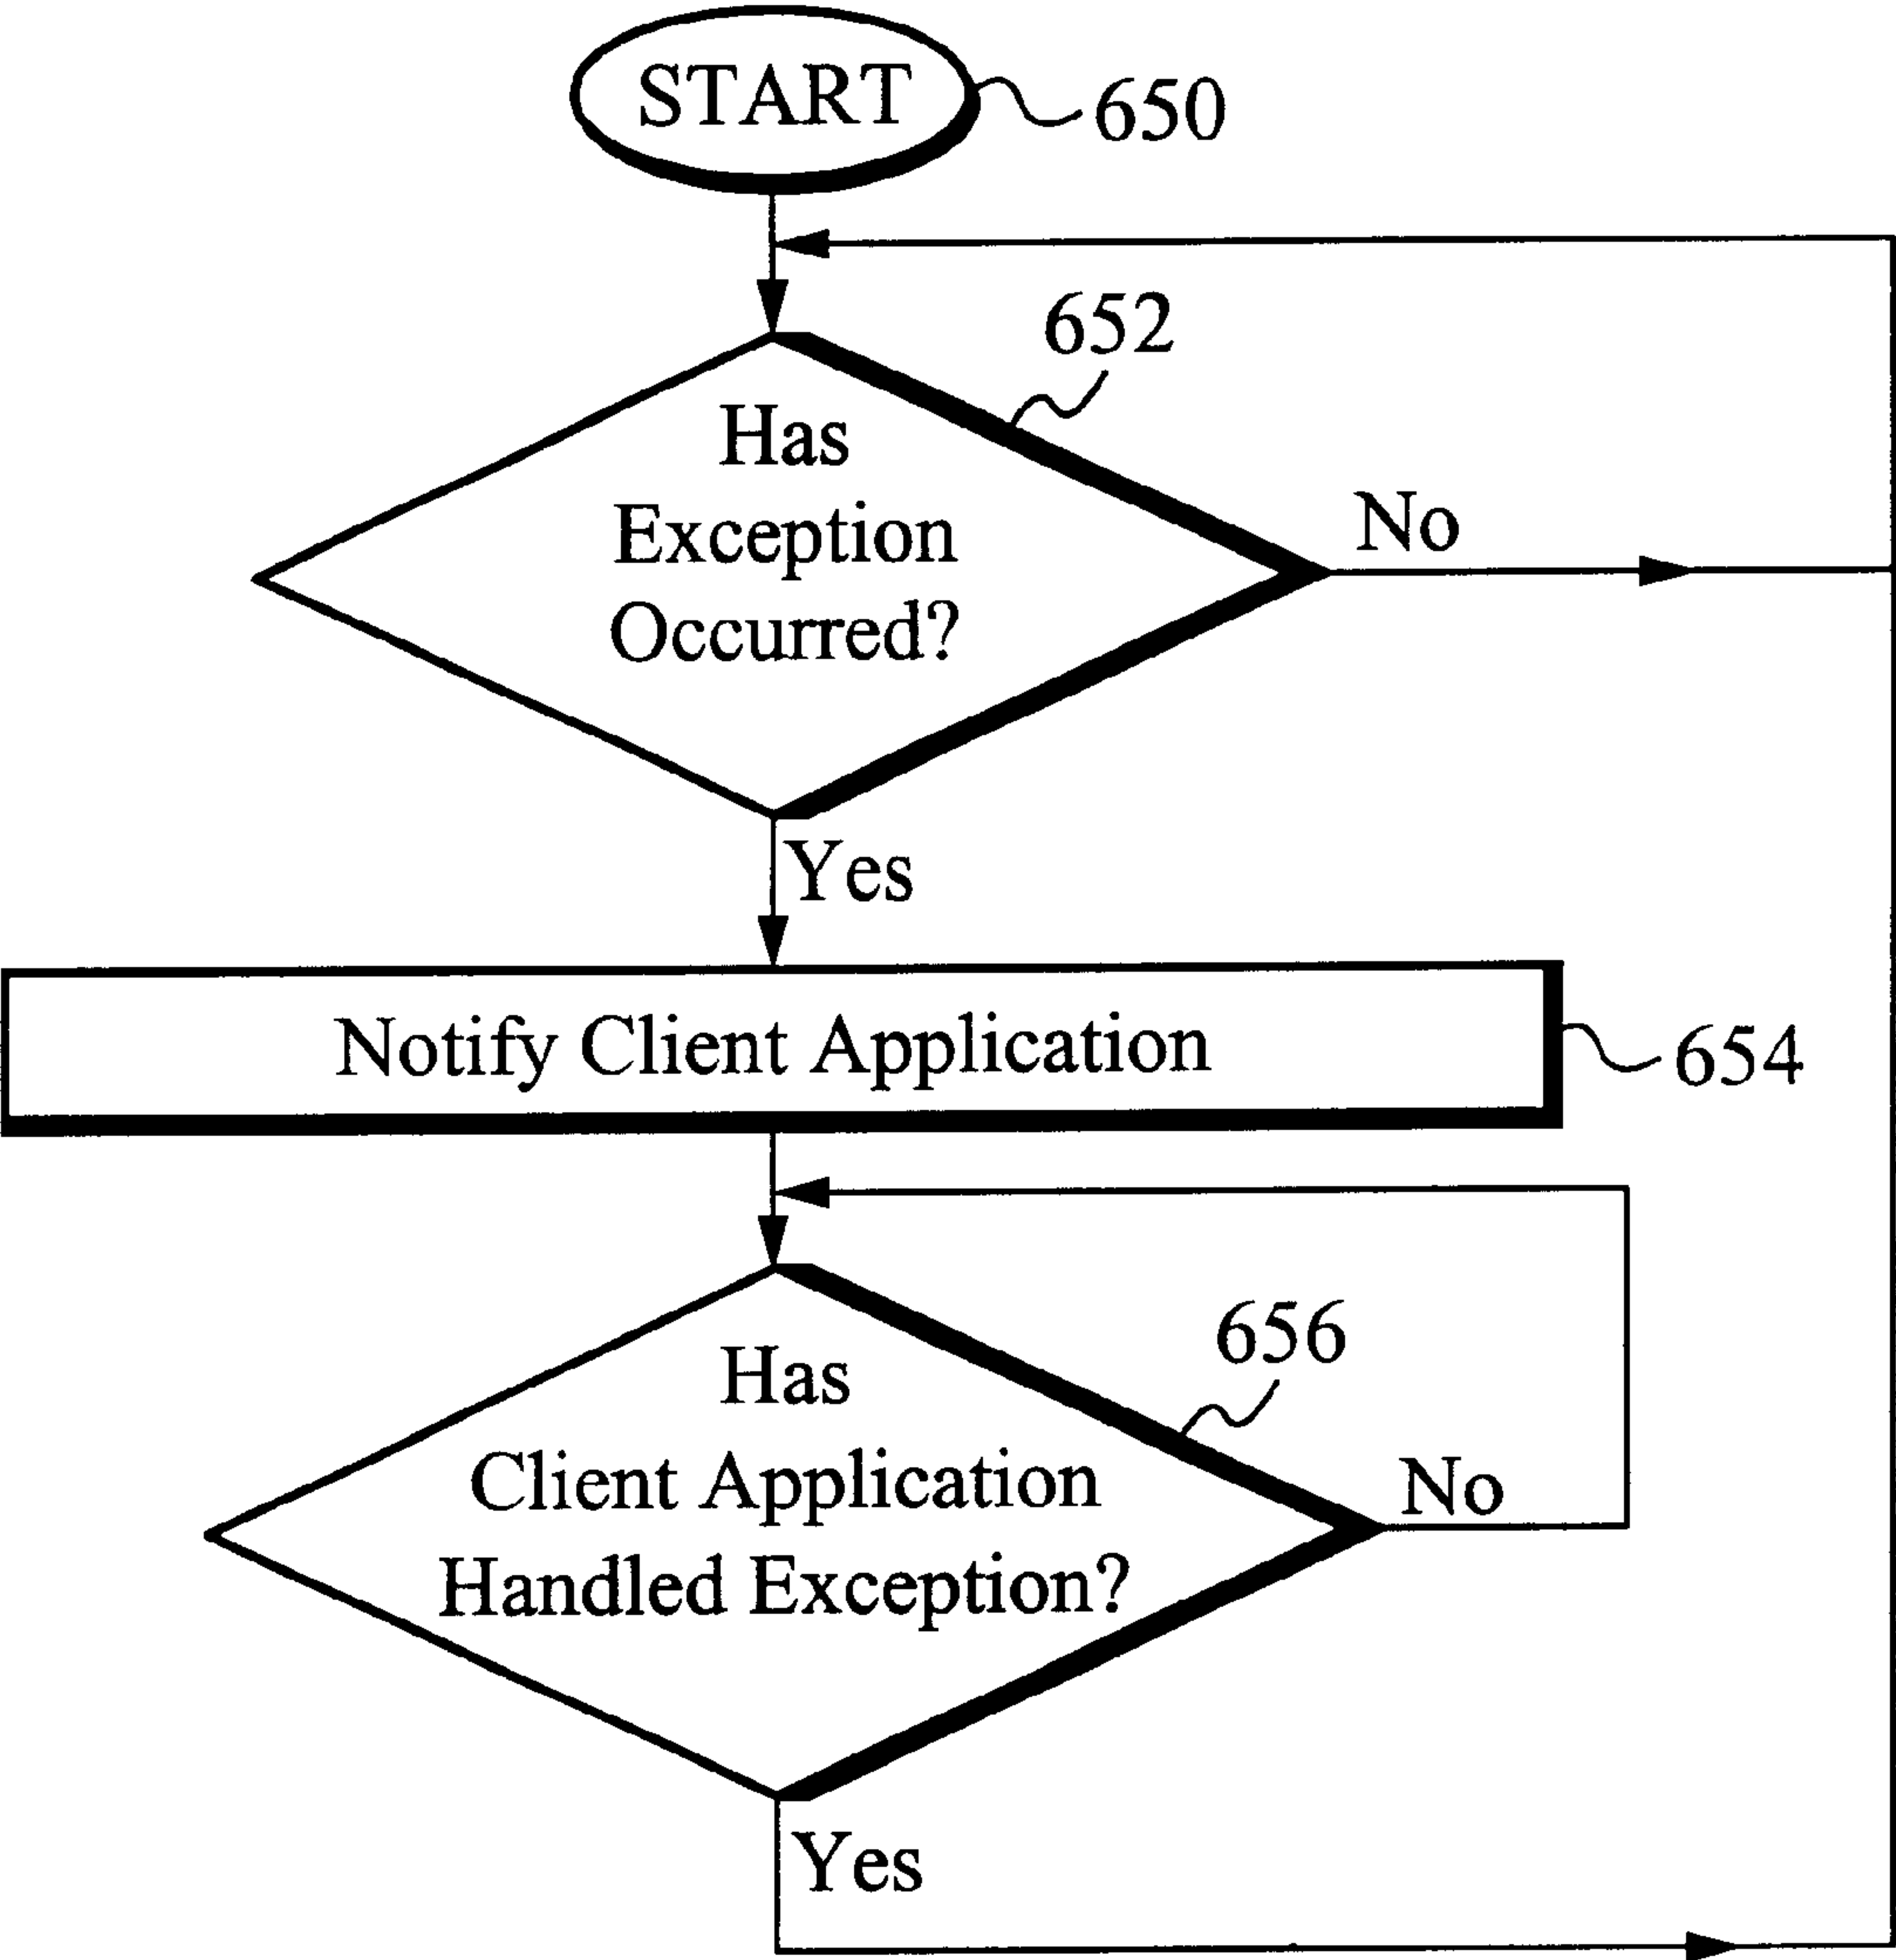 START
650
652
Has
Exception
Occurred?
No
Yes
Notify Client Application
654
656
Has
Client Application
Handled Exception?
No
Yes